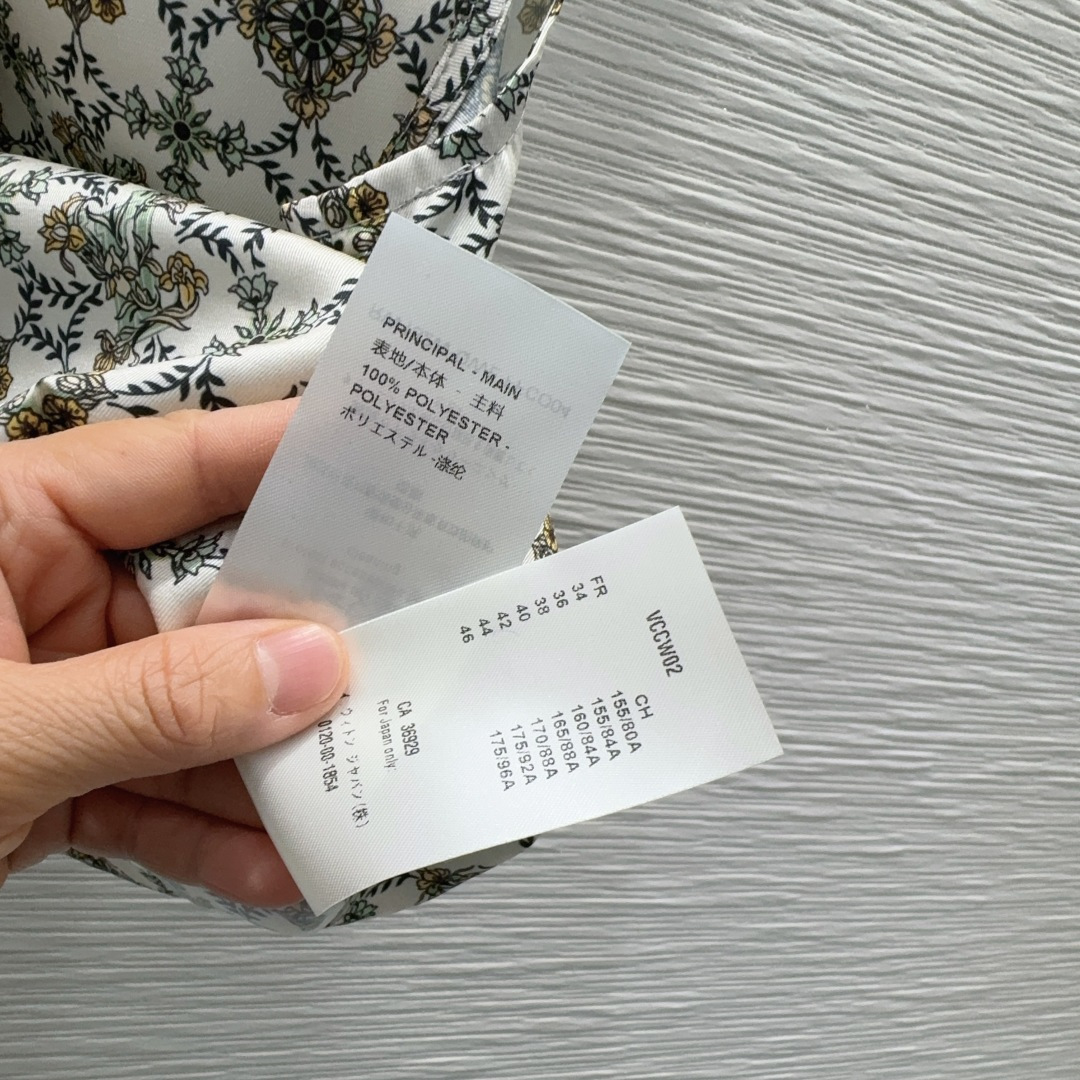 PRINCIPAL - MAIN
表地/本体 - 主料
100% POLYESTER -
POLYESTER
ポリエステル -涤纶
VCCW02
FR CH
34 155/80A
36 155/84A
38 160/84A
40 165/88A
42 170/88A
44 175/92A
46 175/96A
CA 36929
For Japan only:
ヴィトン ジャパン(株)
0120-00-1854